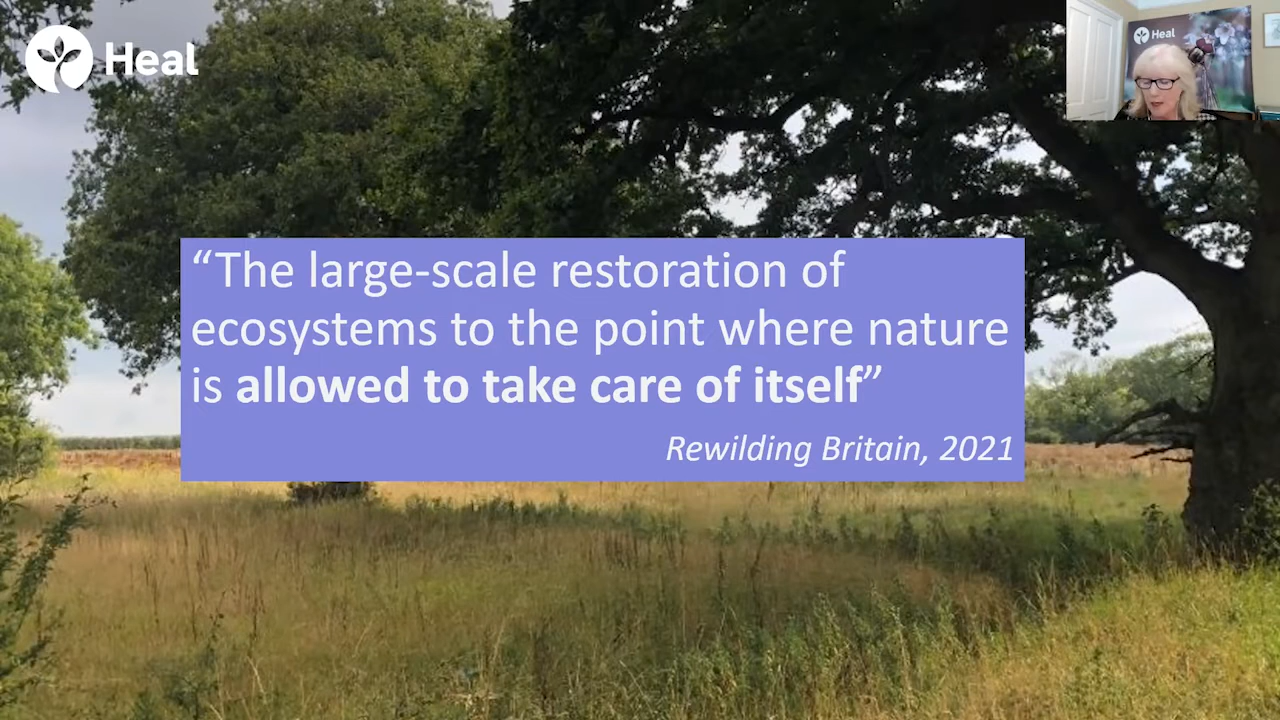 Heal
Heal
“The large-scale restoration of
ecosystems to the point where nature
is allowed to take care of itself”
Rewilding Britain, 2021